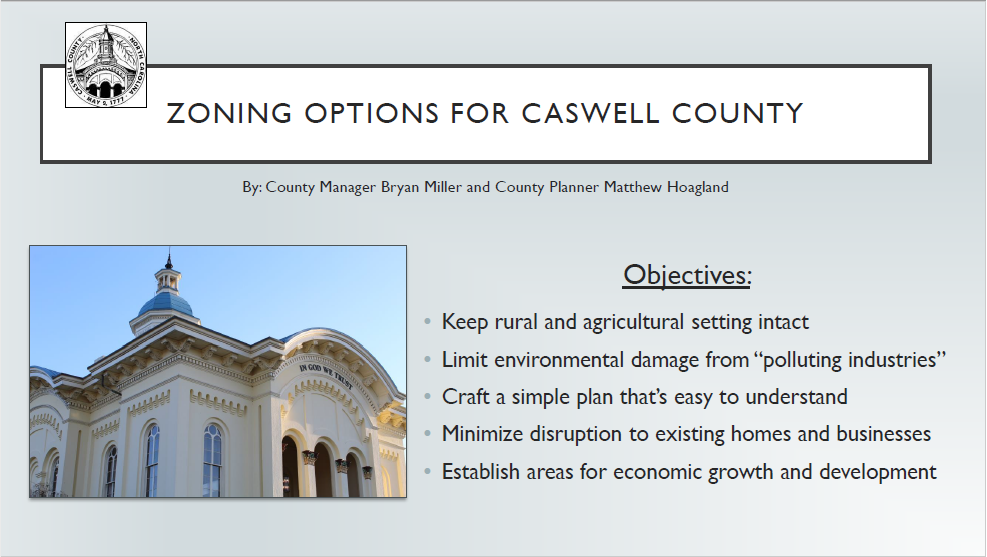 CASWELL COUNTY · NORTH CAROLINA
· MAY 9, 1777 ·
ZONING OPTIONS FOR CASWELL COUNTY
By: County Manager Bryan Miller and County Planner Matthew Hoagland
IN GOD WE TRUST
Objectives:
• Keep rural and agricultural setting intact
• Limit environmental damage from “polluting industries”
• Craft a simple plan that’s easy to understand
• Minimize disruption to existing homes and businesses
• Establish areas for economic growth and development